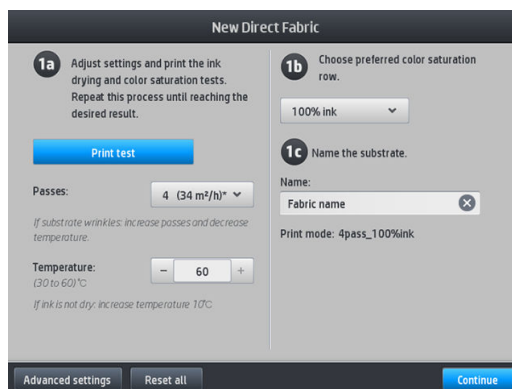 New Direct Fabric
1a
Adjust settings and print the ink
drying and color saturation tests.
Repeat this process until reaching the
desired result.
Print test
Passes:
4 (34 m²/h)*
If substrate wrinkles: increase passes and decrease
temperature.
Temperature:
(30 to 60)°C
− 60 +
If ink is not dry: increase temperature 10°C
1b
Choose preferred color saturation
row.
100% ink
1c Name the substrate.
Name:
Fabric name
Print mode: 4pass_100%ink
Advanced settings
Reset all
Continue